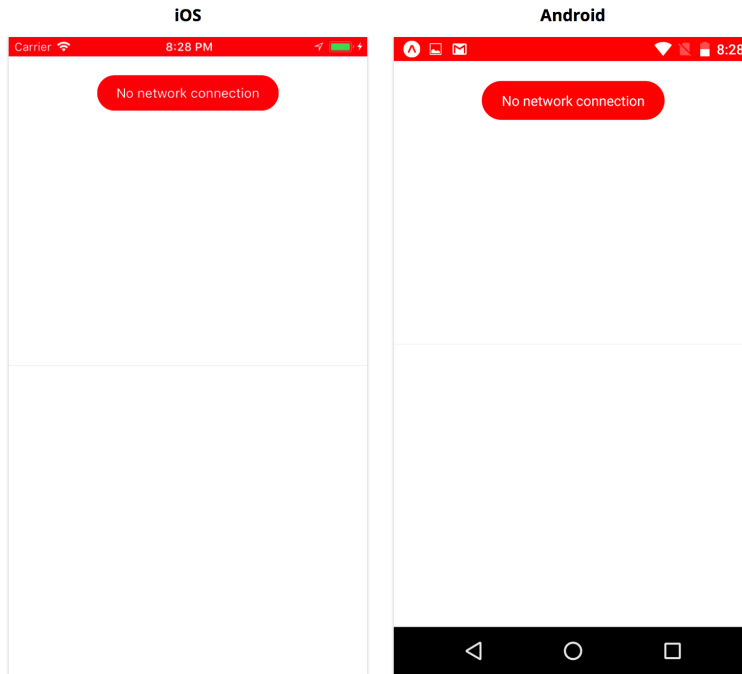 iOS
Android
Carrier 8:28 PM
8:28
No network connection
No network connection